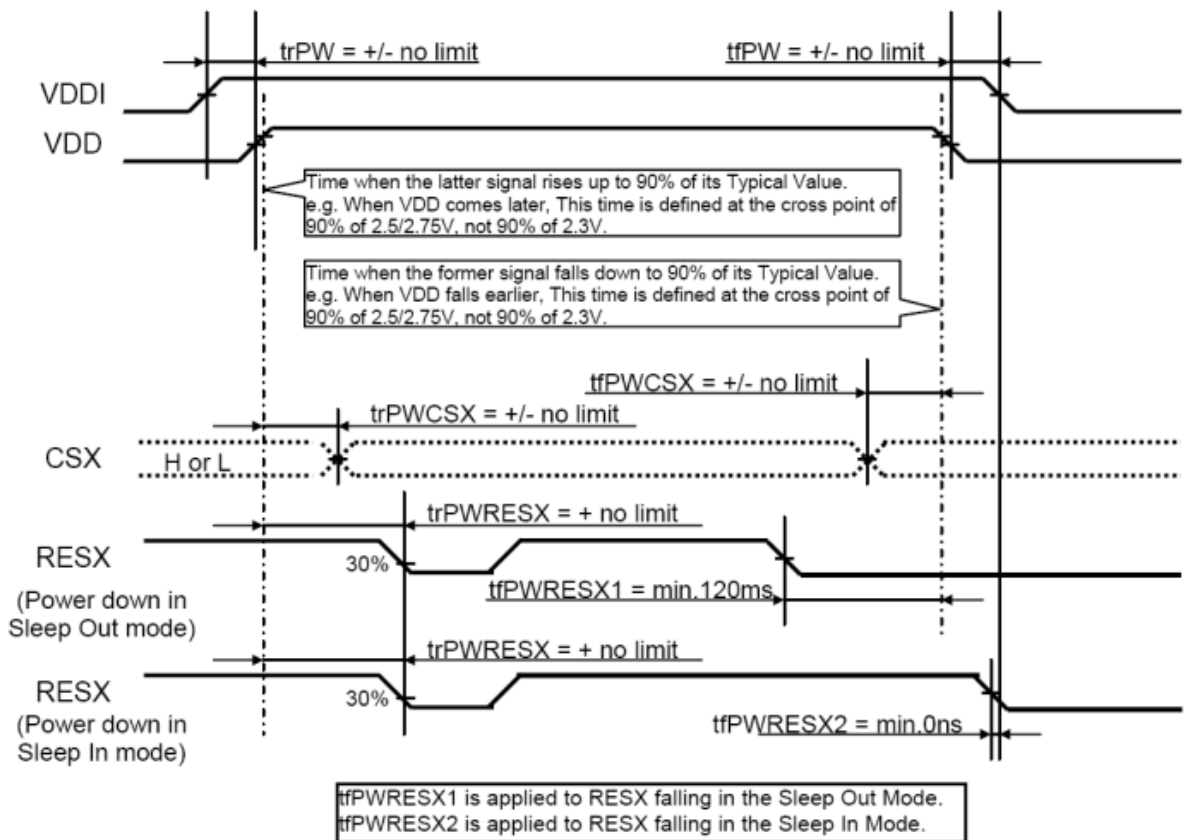 trPW = +/- no limit
tfPW = +/- no limit
VDDI
VDD
Time when the latter signal rises up to 90% of its Typical Value.
e.g. When VDD comes later, This time is defined at the cross point of
90% of 2.5/2.75V, not 90% of 2.3V.
Time when the former signal falls down to 90% of its Typical Value.
e.g. When VDD falls earlier, This time is defined at the cross point of
90% of 2.5/2.75V, not 90% of 2.3V.
tfPWCSX = +/- no limit
trPWCSX = +/- no limit
CSX
H or L
trPWRESX = + no limit
RESX
30%
(Power down in
Sleep Out mode)
tfPWRESX1 = min.120ms
trPWRESX = + no limit
RESX
30%
(Power down in
Sleep In mode)
tfPWRESX2 = min.0ns
tfPWRESX1 is applied to RESX falling in the Sleep Out Mode.
tfPWRESX2 is applied to RESX falling in the Sleep In Mode.